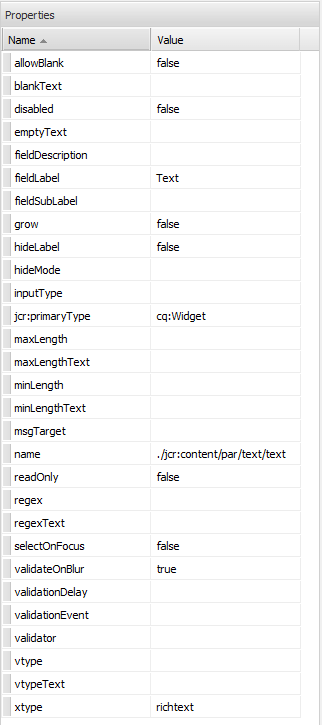 Properties
Name Value
allowBlank false
blankText
disabled false
emptyText
fieldDescription
fieldLabel Text
fieldSubLabel
grow false
hideLabel false
hideMode
inputType
jcr:primaryType cq:Widget
maxLength
maxLengthText
minLength
minLengthText
msgTarget
name ./jcr:content/par/text/text
readOnly false
regex
regexText
selectOnFocus false
validateOnBlur true
validationDelay
validationEvent
validator
vtype
vtypeText
xtype richtext